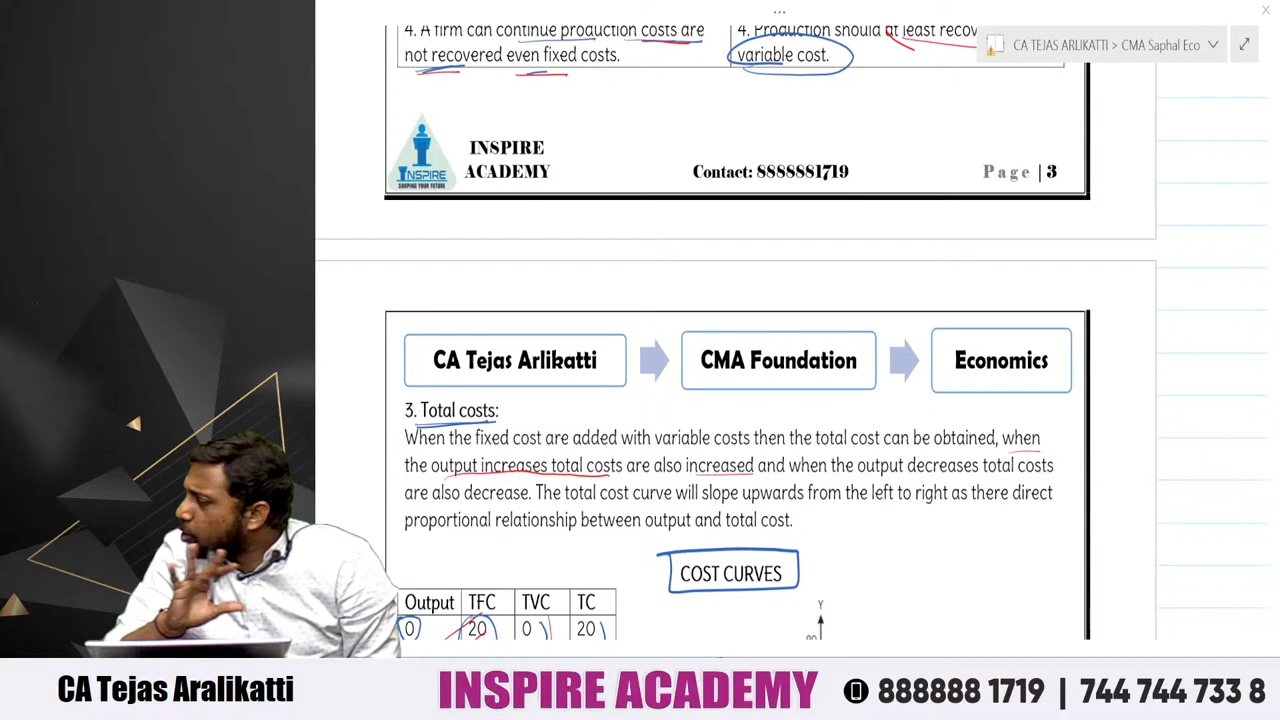 ...
x
4. A firm can continue production costs are
not recovered even fixed costs.
4. Production should at least recov
variable cost.
CA TEJAS ARLIKATTI > CMA Saphal Eco
INSPIRE
SHAPING YOUR FUTURE
INSPIRE
ACADEMY
Contact: 8888881719
Page | 3
CA Tejas Arlikatti
CMA Foundation
Economics
3. Total costs:
When the fixed cost are added with variable costs then the total cost can be obtained, when
the output increases total costs are also increased and when the output decreases total costs
are also decrease. The total cost curve will slope upwards from the left to right as there direct
proportional relationship between output and total cost.
COST CURVES
Output TFC TVC TC
0 20 0 20
Y
CA Tejas Aralikatti
INSPIRE ACADEMY
888888 1719 | 744 744 733 8